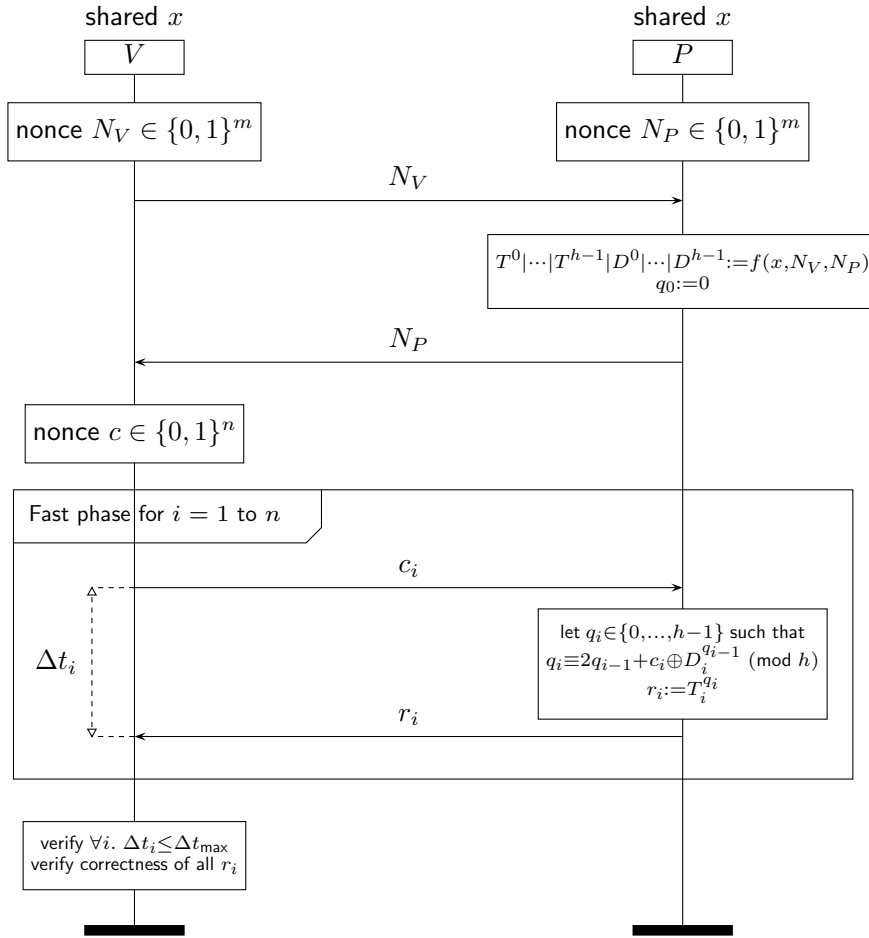 shared x shared x
V P
nonce N_V ∈ {0, 1}^m nonce N_P ∈ {0, 1}^m
N_V
T^0|⋯|T^{h−1}|D^0|⋯|D^{h−1}:=f(x,N_V,N_P)
q_0:=0
N_P
nonce c ∈ {0, 1}^n
Fast phase for i = 1 to n
c_i
let q_i∈{0,...,h−1} such that
q_i≡2q_{i−1}+c_i⊕D_i^{q_{i−1}} (mod h)
Δt_i
r_i:=T_i^{q_i}
r_i
verify ∀i. Δt_i≤Δt_max
verify correctness of all r_i